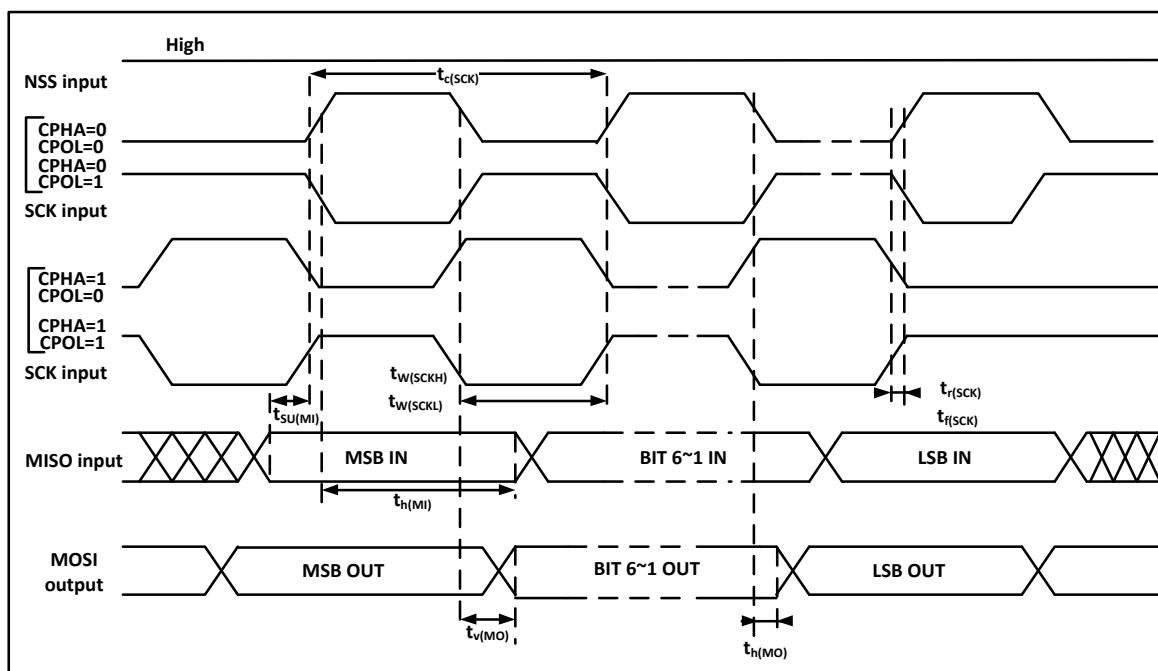 High
NSS input
tc(SCK)
CPHA=0
CPOL=0
CPHA=0
CPOL=1
SCK input
CPHA=1
CPOL=0
CPHA=1
CPOL=1
SCK input
tW(SCKH)
tW(SCKL)
tr(SCK)
tf(SCK)
tSU(MI)
MISO input
MSB IN
BIT 6~1 IN
LSB IN
th(MI)
MOSI
output
MSB OUT
BIT 6~1 OUT
LSB OUT
tv(MO)
th(MO)